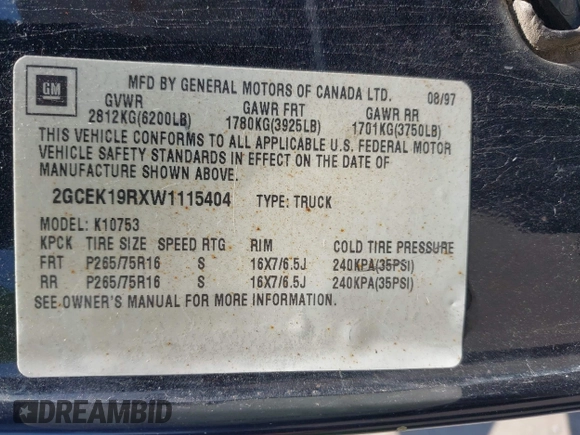 GM
MFD BY GENERAL MOTORS OF CANADA LTD. 08/97
GVWR GAWR FRT GAWR RR
2812KG(6200LB) 1780KG(3925LB) 1701KG(3750LB)
THIS VEHICLE CONFORMS TO ALL APPLICABLE U.S. FEDERAL MOTOR
VEHICLE SAFETY STANDARDS IN EFFECT ON THE DATE OF
MANUFACTURE SHOWN ABOVE.
2GCEK19RXW1115404 TYPE: TRUCK
MODEL: K10753
KPCK TIRE SIZE SPEED RTG RIM COLD TIRE PRESSURE
FRT P265/75R16 S 16X7/6.5J 240KPA(35PSI)
RR P265/75R16 S 16X7/6.5J 240KPA(35PSI)
SEE OWNER'S MANUAL FOR MORE INFORMATION.
DREAMBID